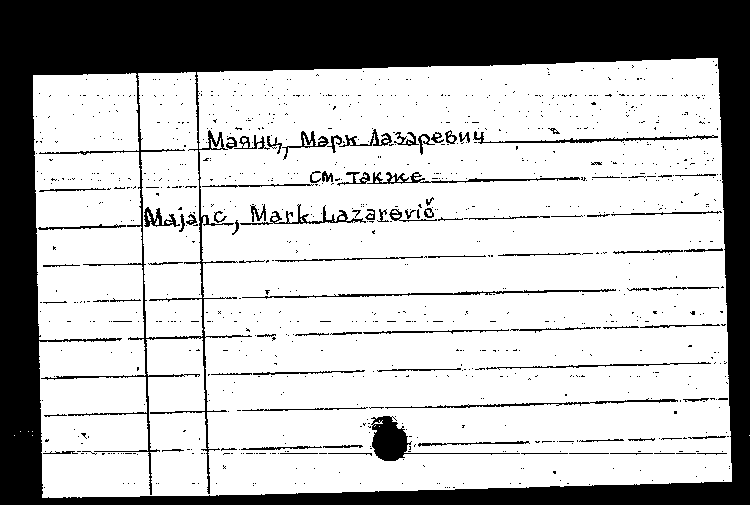 Маянц, Марк Лазаревич
см. также
Majanc, Mark Lazarevič